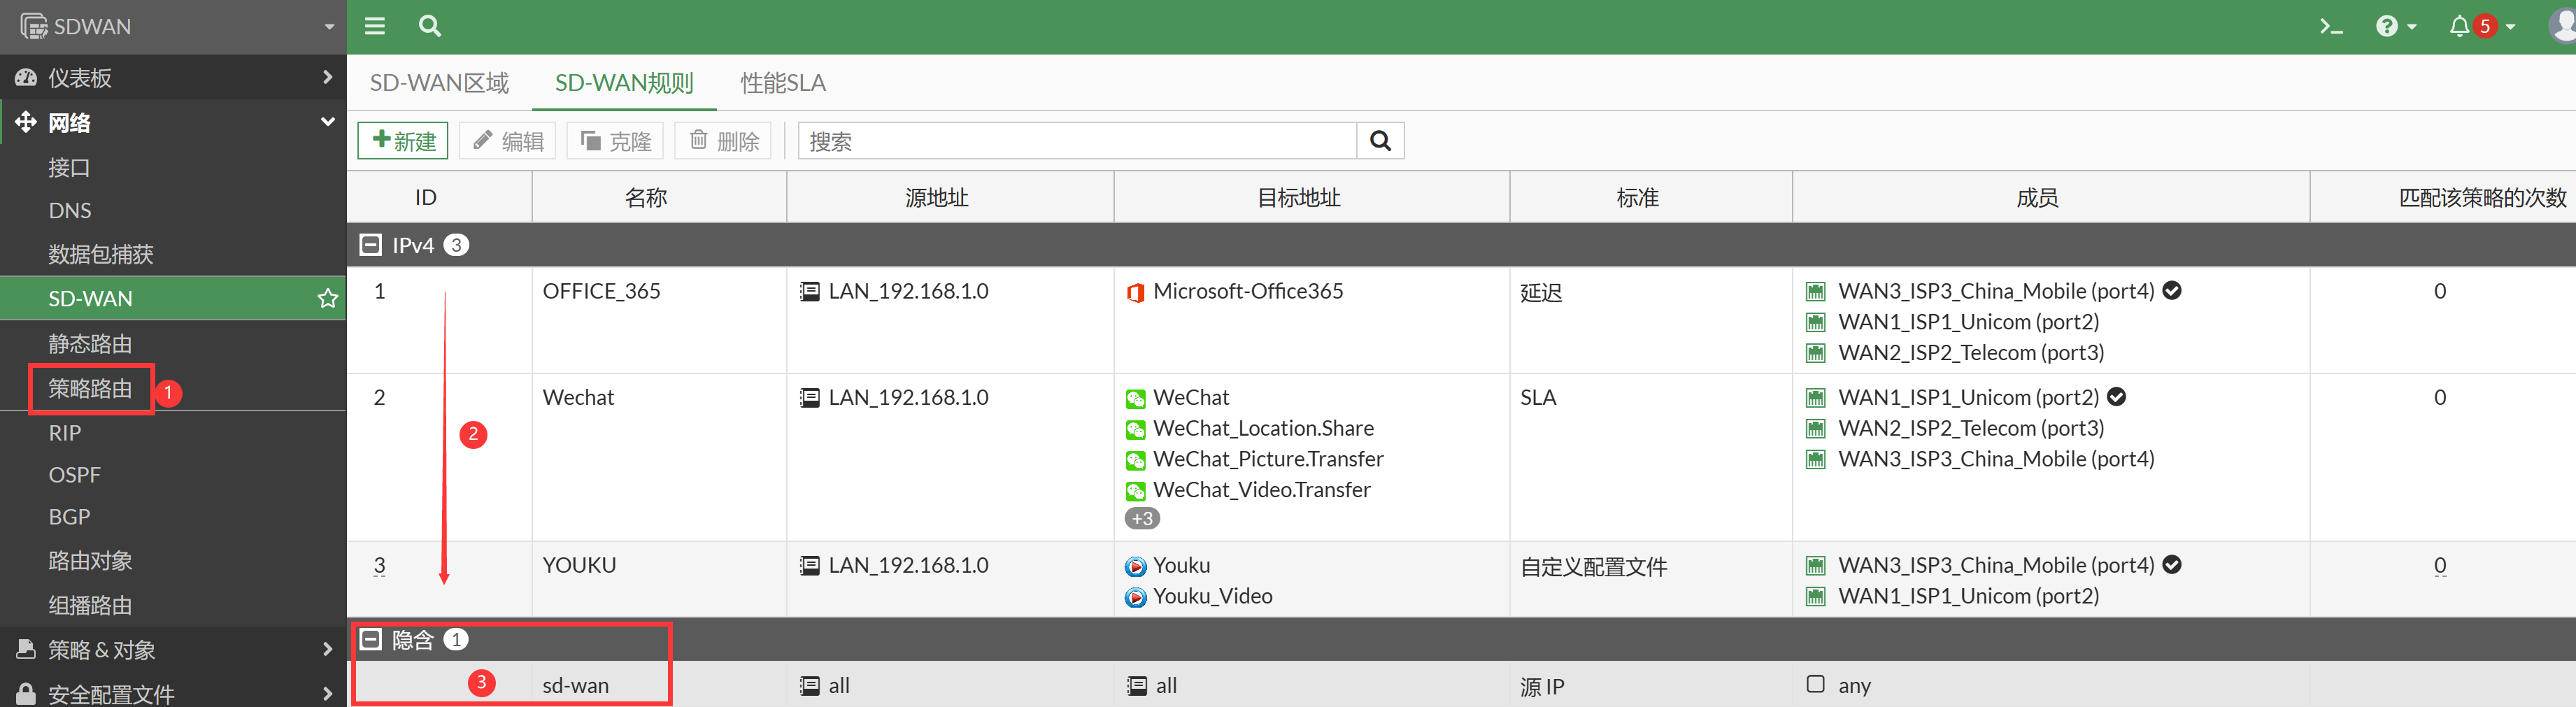 SDWAN
5
仪表板
网络
接口
DNS
数据包捕获
SD-WAN
静态路由
策略路由
1
RIP
OSPF
BGP
路由对象
组播路由
策略 & 对象
安全配置文件
SD-WAN区域 SD-WAN规则 性能SLA
新建 编辑 克隆 删除 搜索
ID 名称 源地址 目标地址 标准 成员 匹配该策略的次数
IPv4 3
1 OFFICE_365 LAN_192.168.1.0 Microsoft-Office365 延迟 WAN3_ISP3_China_Mobile (port4) 0
WAN1_ISP1_Unicom (port2)
WAN2_ISP2_Telecom (port3)
2 Wechat LAN_192.168.1.0 WeChat SLA WAN1_ISP1_Unicom (port2) 0
2 WeChat_Location.Share WAN2_ISP2_Telecom (port3)
WeChat_Picture.Transfer WAN3_ISP3_China_Mobile (port4)
WeChat_Video.Transfer
+3
3 YOUKU LAN_192.168.1.0 Youku 自定义配置文件 WAN3_ISP3_China_Mobile (port4) 0
Youku_Video WAN1_ISP1_Unicom (port2)
隐含 1
3 sd-wan all all 源 IP any